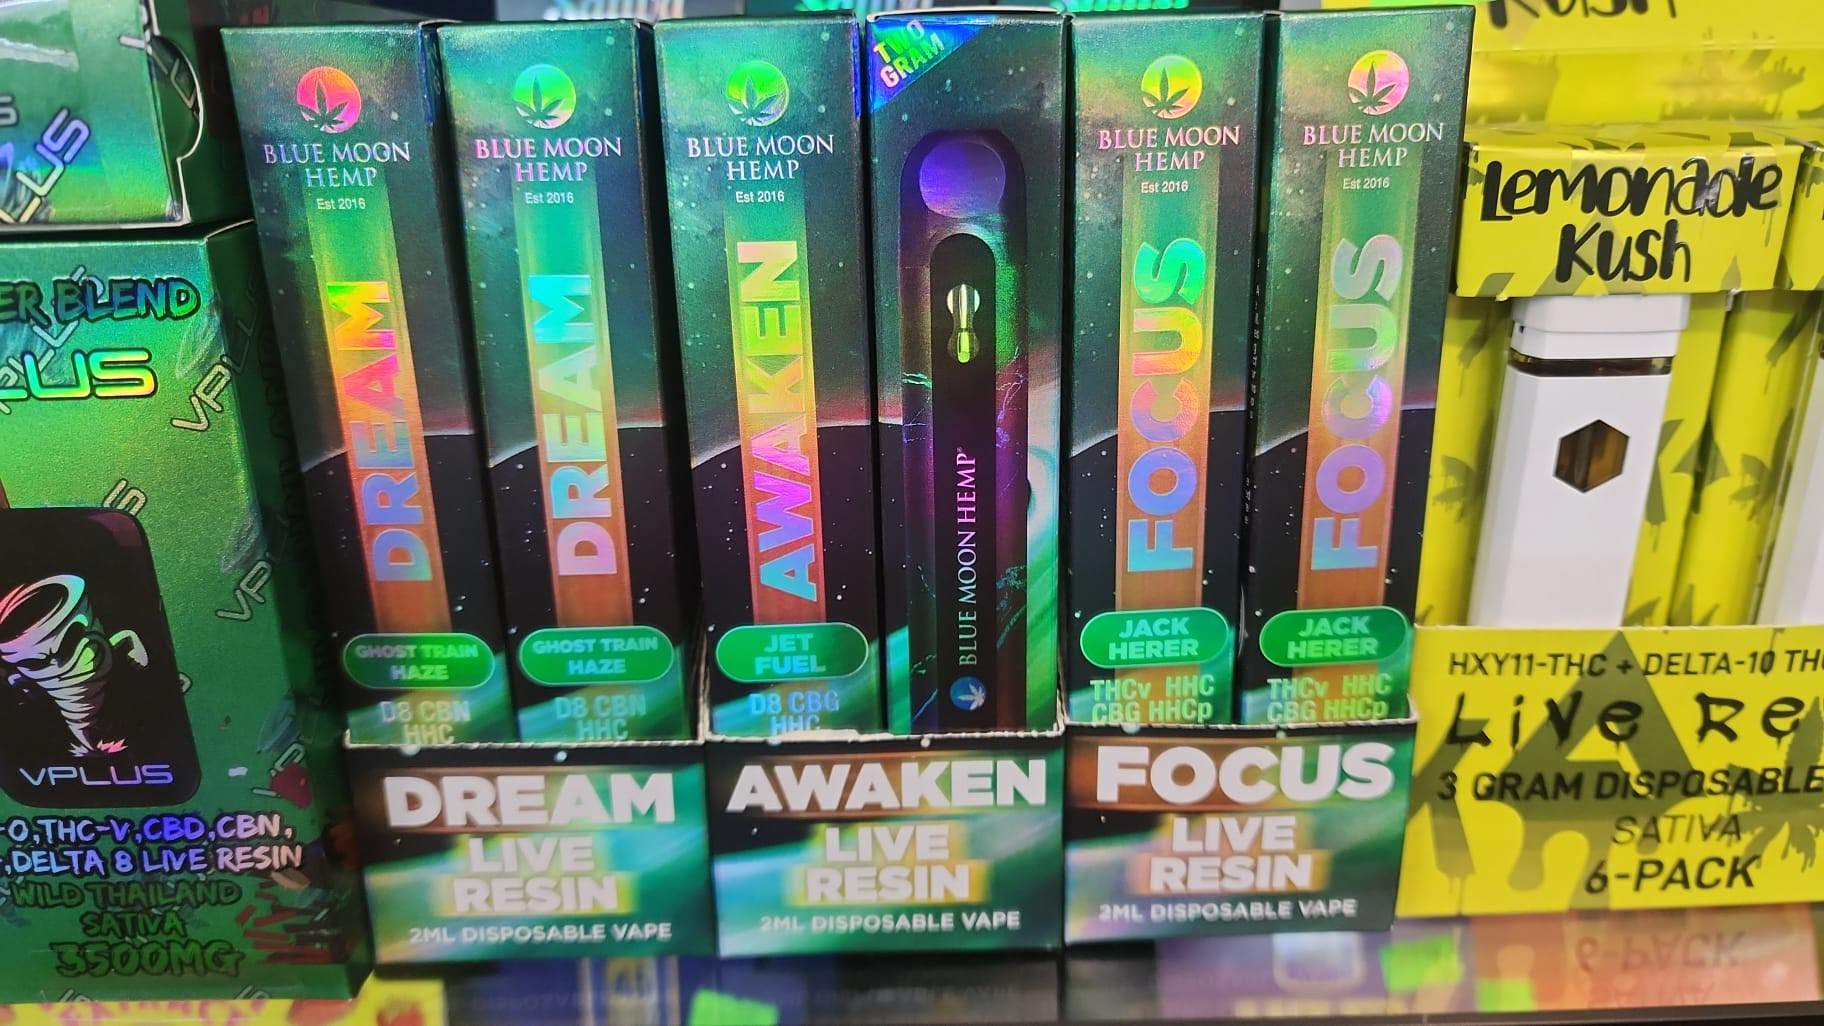 Kush
ER BLEND
LUS
VPLUS
VPLUS
-O,THC-V,CBD,CBN,
,DELTA 8 LIVE RESIN
WILD THAILAND
SATIVA
3500MG
BLUE MOON
HEMP
Est 2016
DREAM
GHOST TRAIN
HAZE
D8 CBN
HHC
BLUE MOON
HEMP
Est 2016
DREAM
GHOST TRAIN
HAZE
D8 CBN
HHC
DREAM
LIVE
RESIN
2ML DISPOSABLE VAPE
BLUE MOON
HEMP
Est 2016
AWAKEN
JET
FUEL
D8 CBG
HHC
TWO
GRAM
BLUE MOON HEMP
AWAKEN
LIVE
RESIN
2ML DISPOSABLE VAPE
BLUE MOON
HEMP
Est 2016
FOCUS
JACK
HERER
THCv HHC
CBG HHCp
BLUE MOON
HEMP
Est 2016
FOCUS
JACK
HERER
THCv HHC
CBG HHCp
FOCUS
LIVE
RESIN
2ML DISPOSABLE VAPE
Lemonade
Kush
HXY11-THC + DELTA-10 TH
Live Re
3 GRAM DISPOSABLE
SATIVA
6-PACK